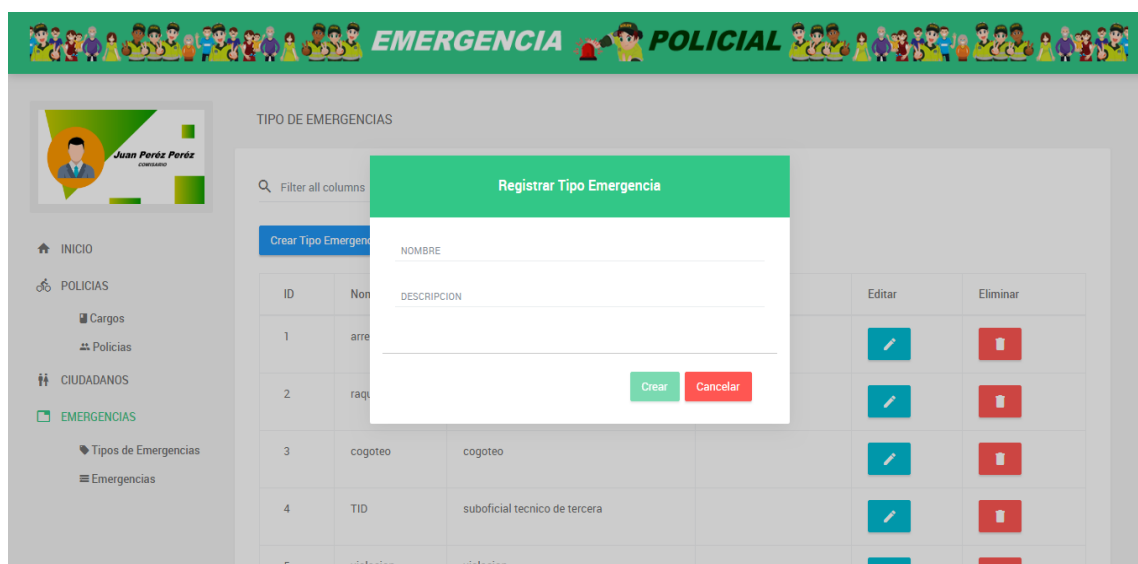 EMERGENCIA POLICIAL
Juan Peréz Peréz
COMISARIO
INICIO
POLICIAS
Cargos
Policias
CIUDADANOS
EMERGENCIAS
Tipos de Emergencias
Emergencias
TIPO DE EMERGENCIAS
Filter all columns
Crear Tipo Emergenc
Registrar Tipo Emergencia
NOMBRE
DESCRIPCION
Crear Cancelar
ID Nom Editar Eliminar
1 arre
2 raqu
3 cogoteo cogoteo
4 TID suboficial tecnico de tercera